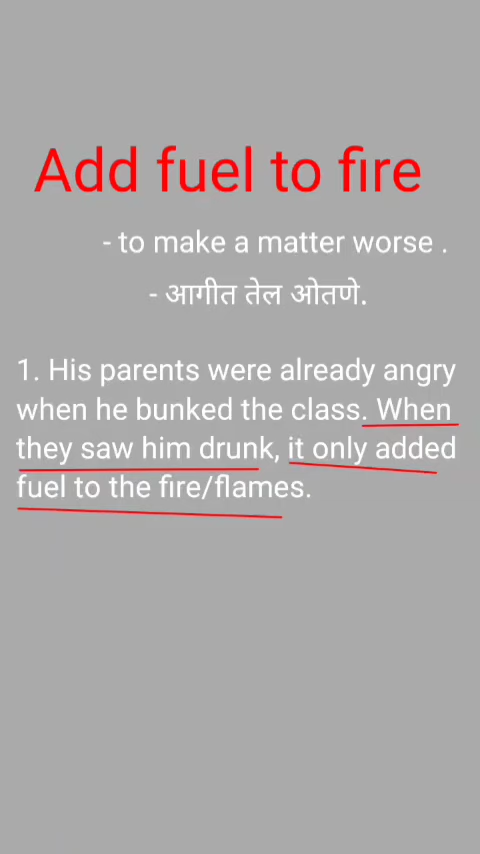 Add fuel to fire
- to make a matter worse .
- आगीत तेल ओतणे.
1. His parents were already angry
when he bunked the class. When
they saw him drunk, it only added
fuel to the fire/flames.